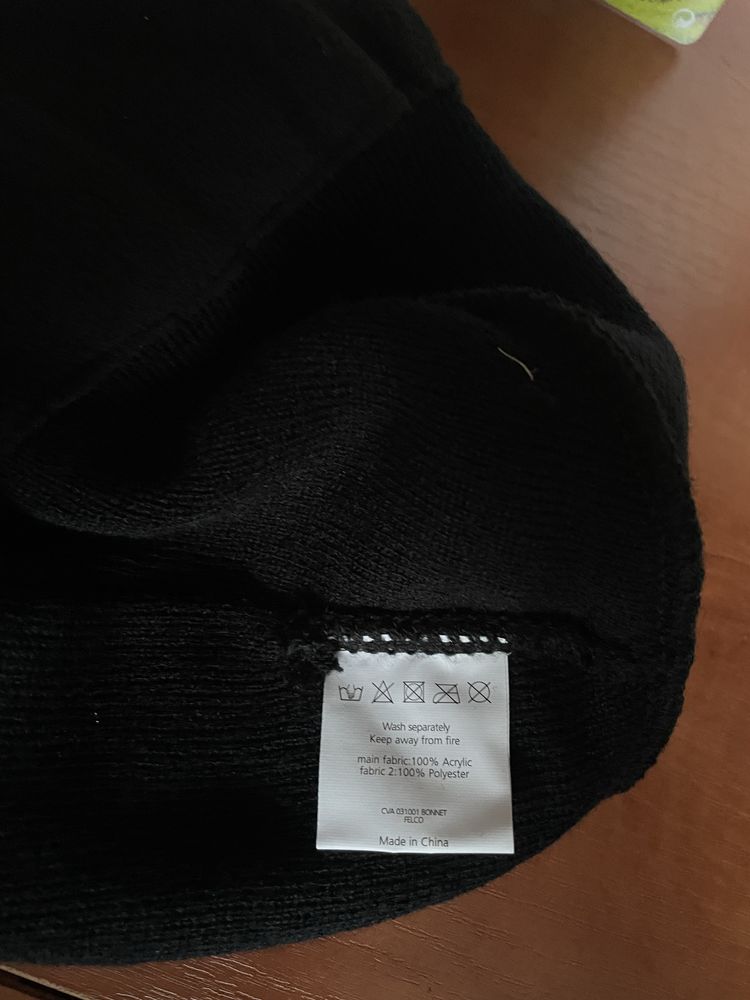 Wash separately
Keep away from fire
main fabric:100% Acrylic
fabric 2:100% Polyester
CVA 031001 BONNET
FELCO
Made in China